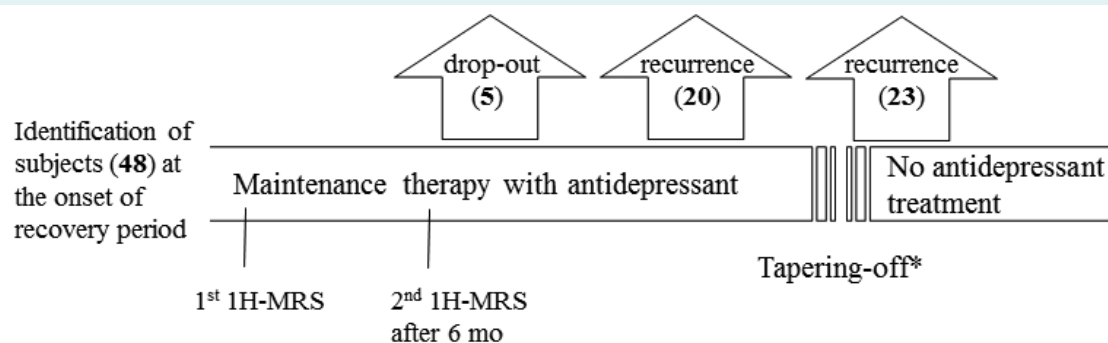 drop-out
(5)
recurrence
(20)
recurrence
(23)
Identification of
subjects (48) at
the onset of
recovery period
Maintenance therapy with antidepressant
No antidepressant
treatment
Tapering-off*
1st 1H-MRS
2nd 1H-MRS
after 6 mo